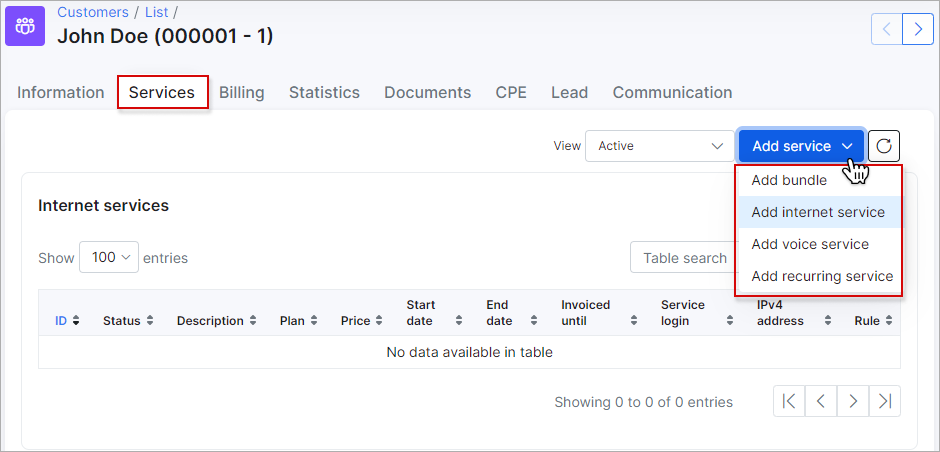 Customers / List /
John Doe (000001 - 1)
Information Services Billing Statistics Documents CPE Lead Communication
View Active Add service
Add bundle
Add internet service
Add voice service
Add recurring service
Internet services
Show 100 entries
Table search
ID Status Description Plan Price Start date End date Invoiced until Service login IPv4 address Rule
No data available in table
Showing 0 to 0 of 0 entries